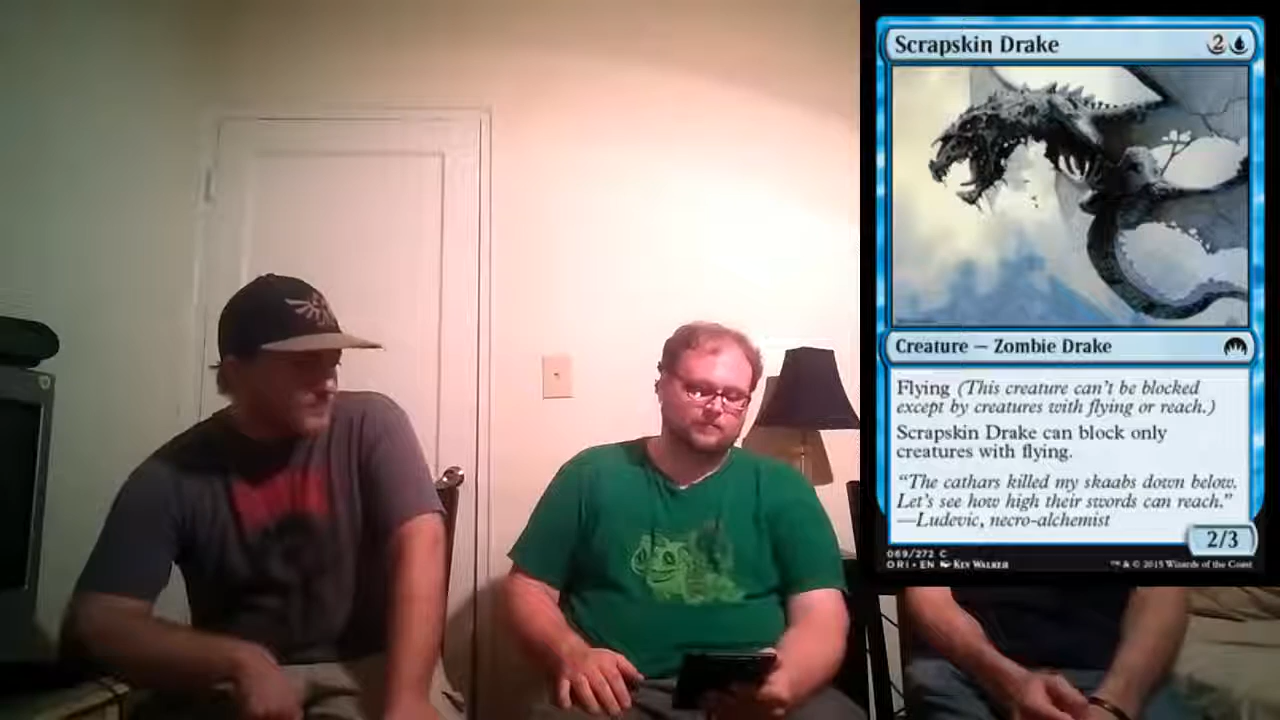 Scrapskin Drake 2
Creature — Zombie Drake
Flying (This creature can't be blocked
except by creatures with flying or reach.)
Scrapskin Drake can block only
creatures with flying.
"The cathars killed my skaabs down below.
Let's see how high their swords can reach."
—Ludevic, necro-alchemist
2/3
069/272 C
ORI • EN Kev Walker
™ & © 2015 Wizards of the Coast